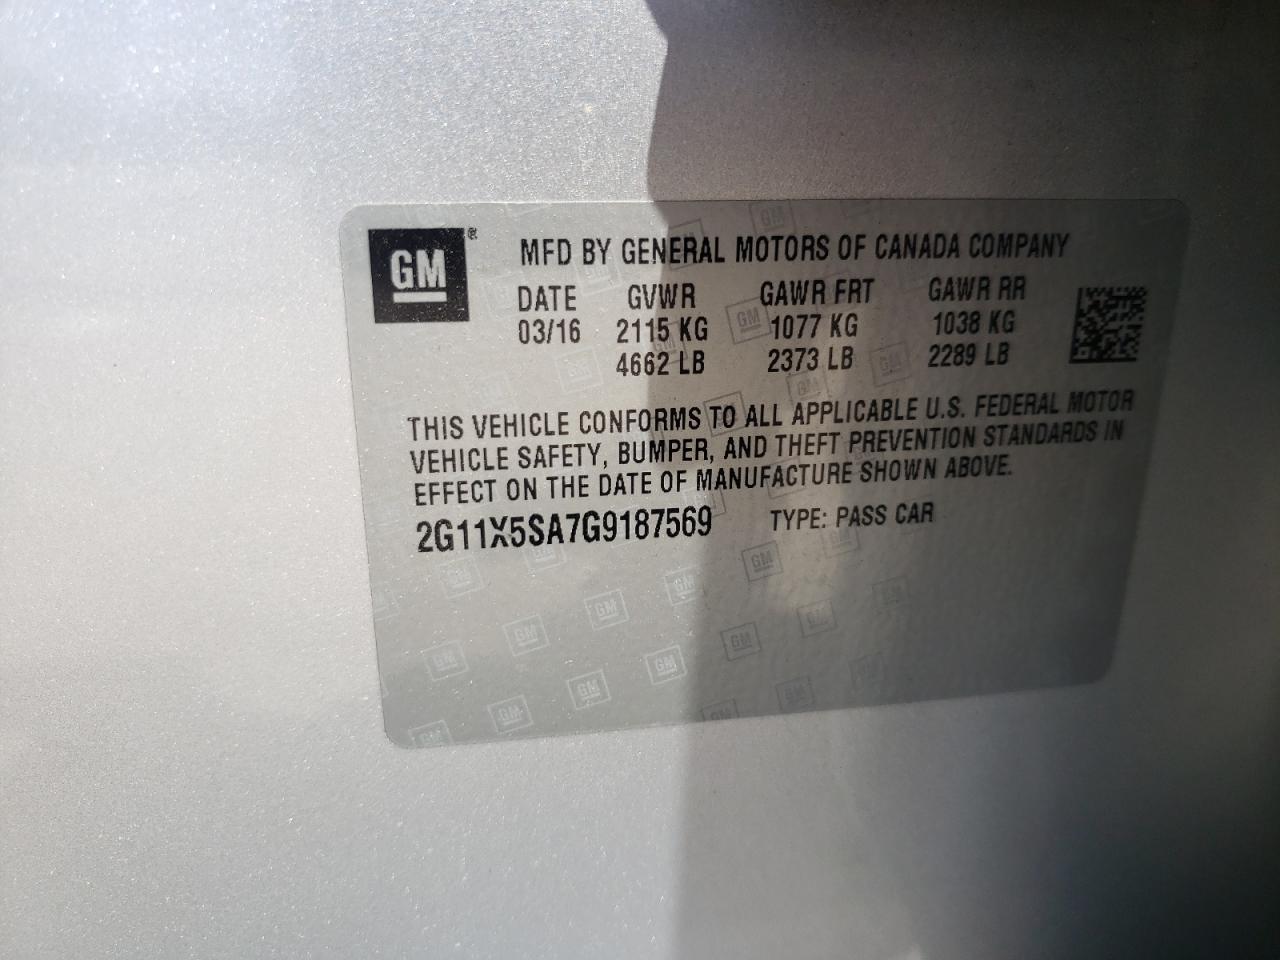 GM®
MFD BY GENERAL MOTORS OF CANADA COMPANY
DATE GVWR GAWR FRT GAWR RR
03/16 2115 KG 1077 KG 1038 KG
4662 LB 2373 LB 2289 LB
THIS VEHICLE CONFORMS TO ALL APPLICABLE U.S. FEDERAL MOTOR
VEHICLE SAFETY, BUMPER, AND THEFT PREVENTION STANDARDS IN
EFFECT ON THE DATE OF MANUFACTURE SHOWN ABOVE.
2G11X5SA7G9187569 TYPE: PASS CAR